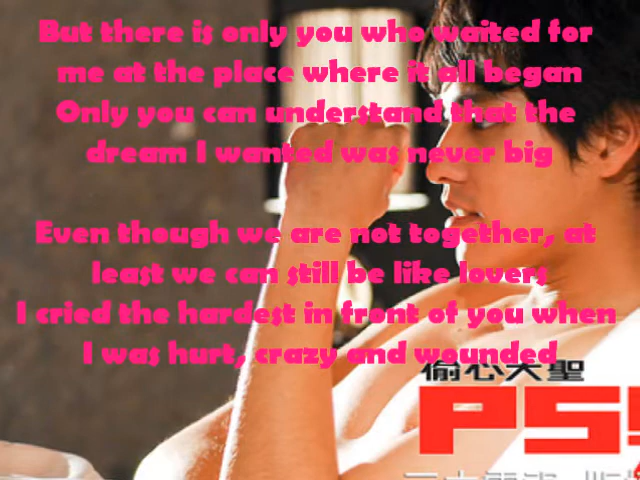 But there is only you who waited for
me at the place where it all began
Only you can understand that the
dream I wanted was never big
Even though we are not together, at
least we can still be like lovers
I cried the hardest in front of you when
I was hurt, crazy and wounded
偷心大聖
PS